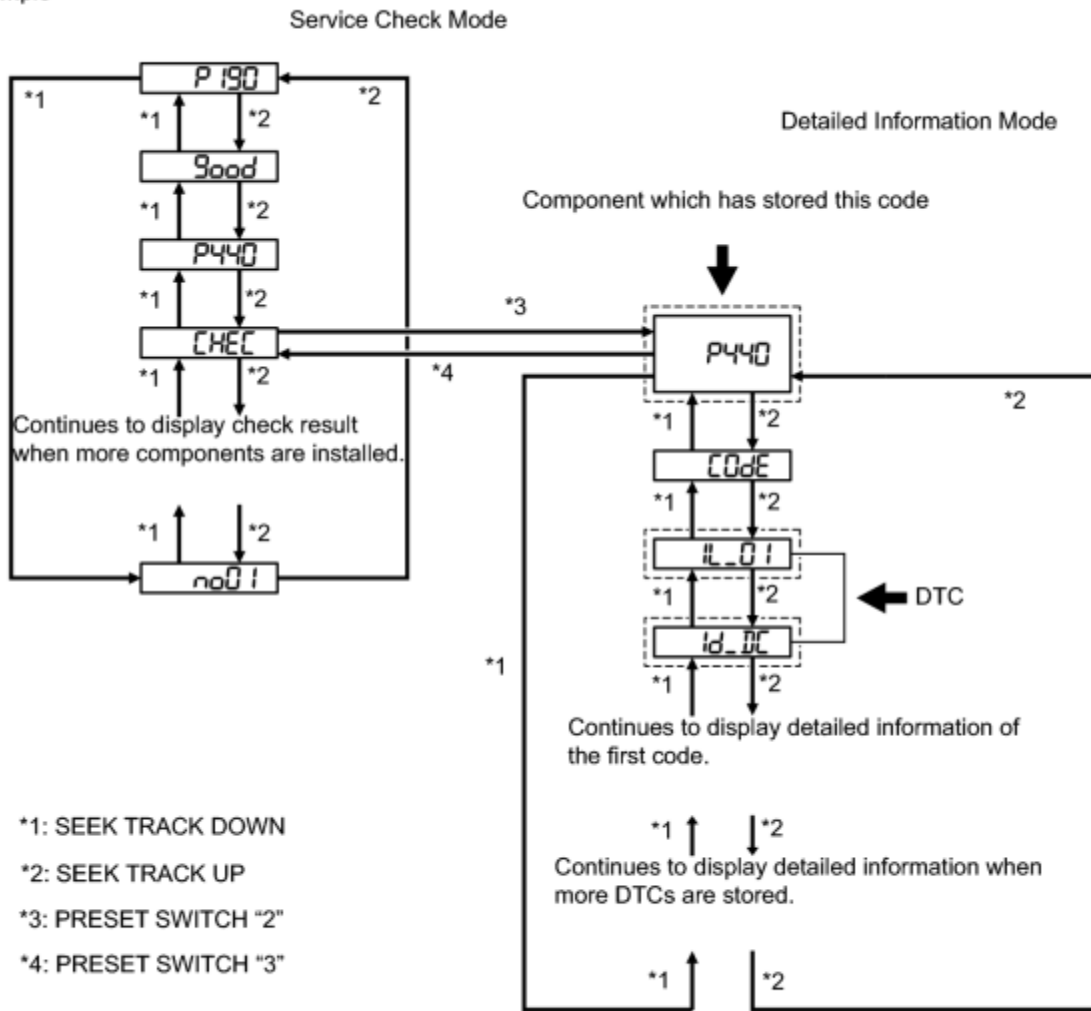 Service Check Mode
P190
*1
*2
*1
*2
good
*1
*2
P440
*1
*2
CHEC
*1
*2
Continues to display check result
when more components are installed.
*1
*2
no01
Detailed Information Mode
Component which has stored this code
*3
P440
*4
*2
*1
*2
COdE
*1
*2
1L_01
*1
*2
DTC
1d_DC
*1
*1
*2
Continues to display detailed information of
the first code.
*1
*2
Continues to display detailed information when
more DTCs are stored.
*1
*2
*1: SEEK TRACK DOWN
*2: SEEK TRACK UP
*3: PRESET SWITCH “2”
*4: PRESET SWITCH “3”